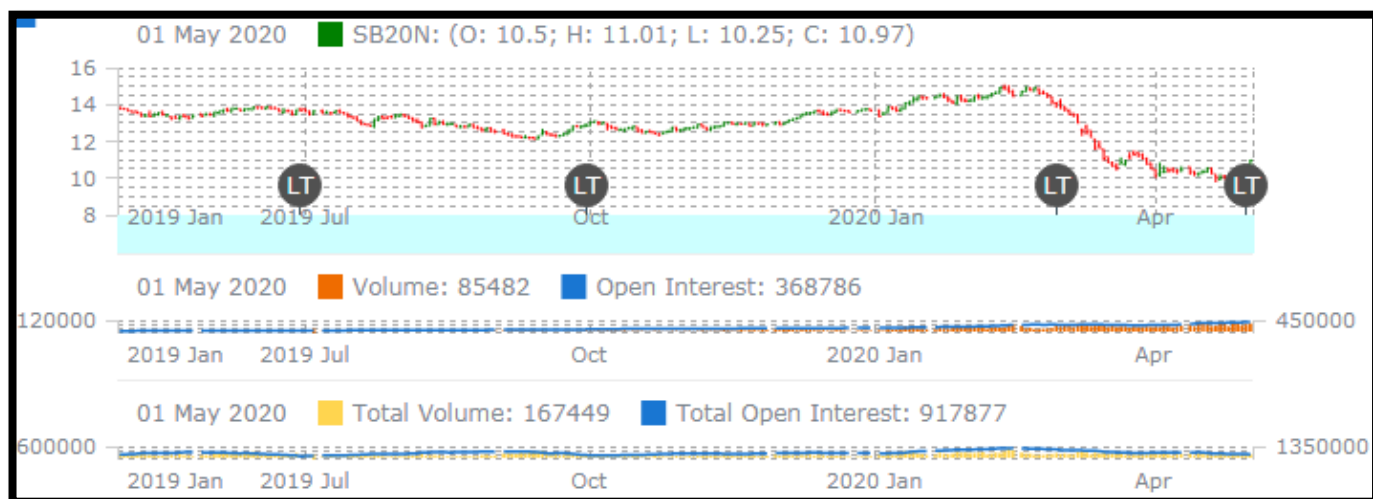 01 May 2020 SB20N: (O: 10.5; H: 11.01; L: 10.25; C: 10.97)
16
14
12
10
LT LT LT LT
8
2019 Jan 2019 Jul Oct 2020 Jan Apr
01 May 2020 Volume: 85482 Open Interest: 368786
120000 450000
2019 Jan 2019 Jul Oct 2020 Jan Apr
01 May 2020 Total Volume: 167449 Total Open Interest: 917877
600000 1350000
2019 Jan 2019 Jul Oct 2020 Jan Apr